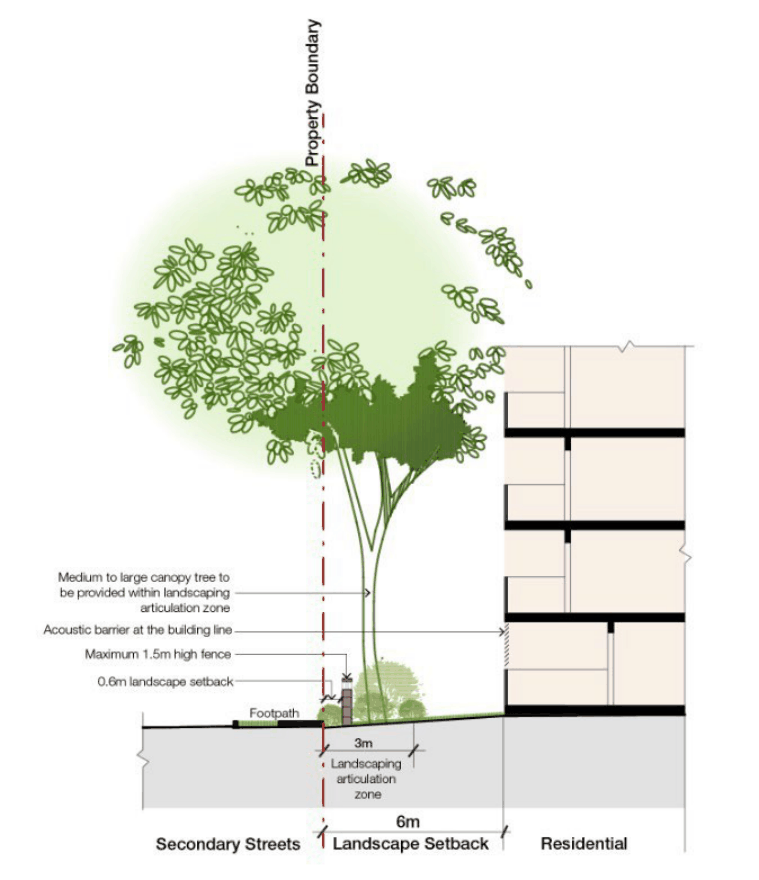 Property Boundary
Medium to large canopy tree to
be provided within landscaping
articulation zone
Acoustic barrier at the building line
Maximum 1.5m high fence
0.6m landscape setback
Footpath
3m
Landscaping
articulation
zone
6m
Secondary Streets
Landscape Setback
Residential